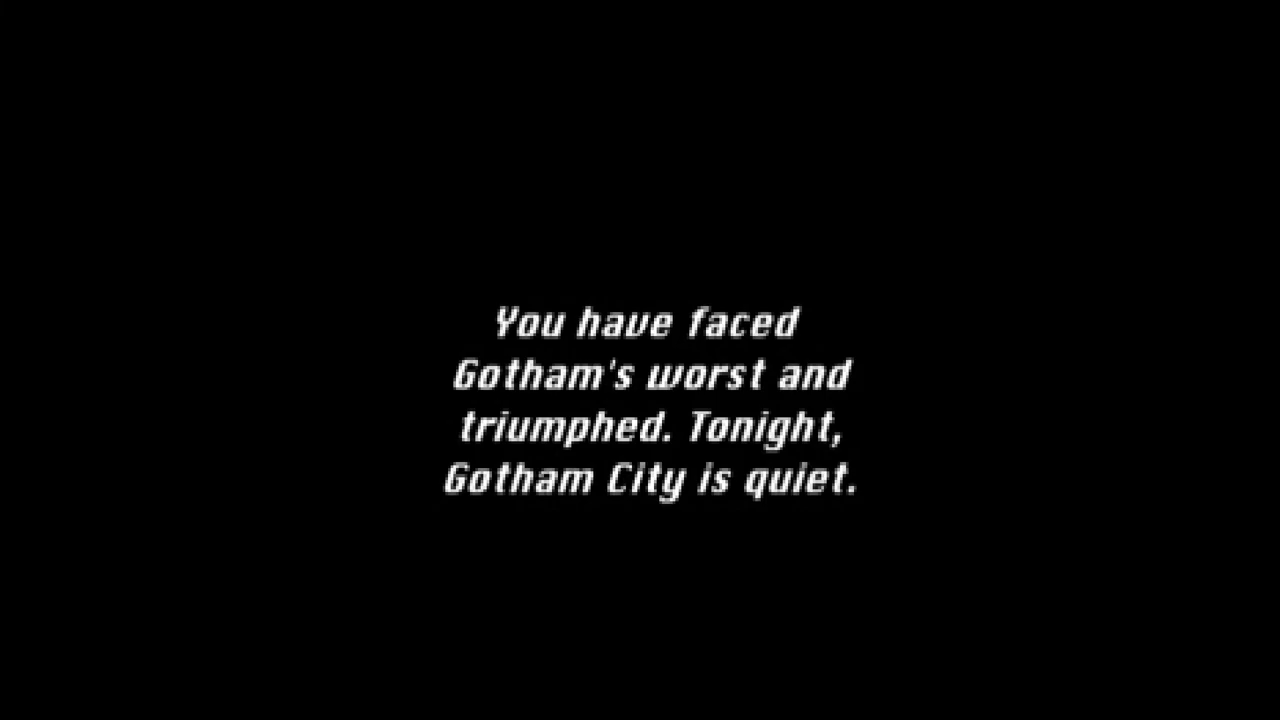 You have faced
Gotham's worst and
triumphed. Tonight,
Gotham City is quiet.